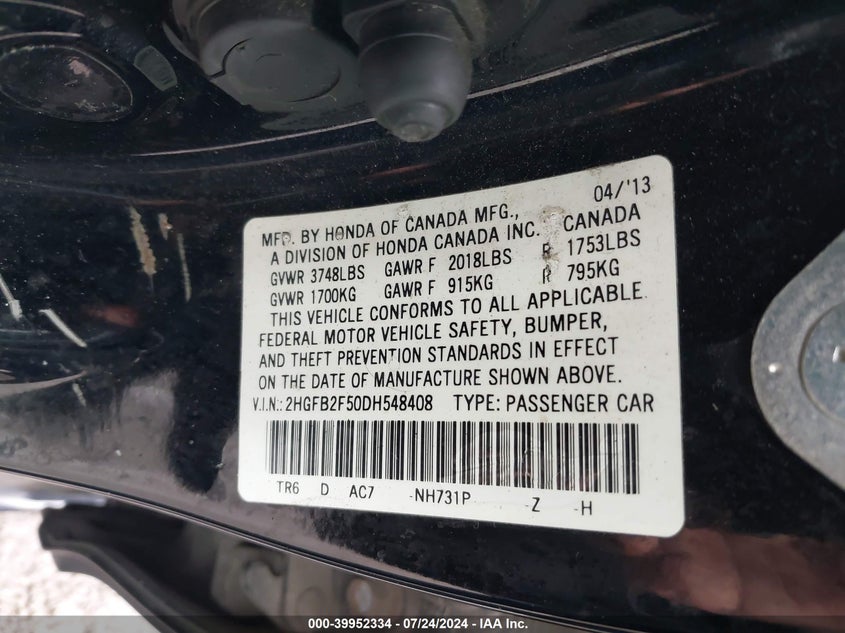 04/'13
MFD. BY HONDA OF CANADA MFG., CANADA
A DIVISION OF HONDA CANADA INC.
GVWR 3748LBS GAWR F 2018LBS R 1753LBS
GVWR 1700KG GAWR F 915KG R 795KG
THIS VEHICLE CONFORMS TO ALL APPLICABLE
FEDERAL MOTOR VEHICLE SAFETY, BUMPER,
AND THEFT PREVENTION STANDARDS IN EFFECT
ON THE DATE OF MANUFACTURE SHOWN ABOVE.
V.I.N.: 2HGFB2F50DH548408 TYPE: PASSENGER CAR
TR6 D AC7 -NH731P -Z -H
000-39952334 - 07/24/2024 - IAA Inc.